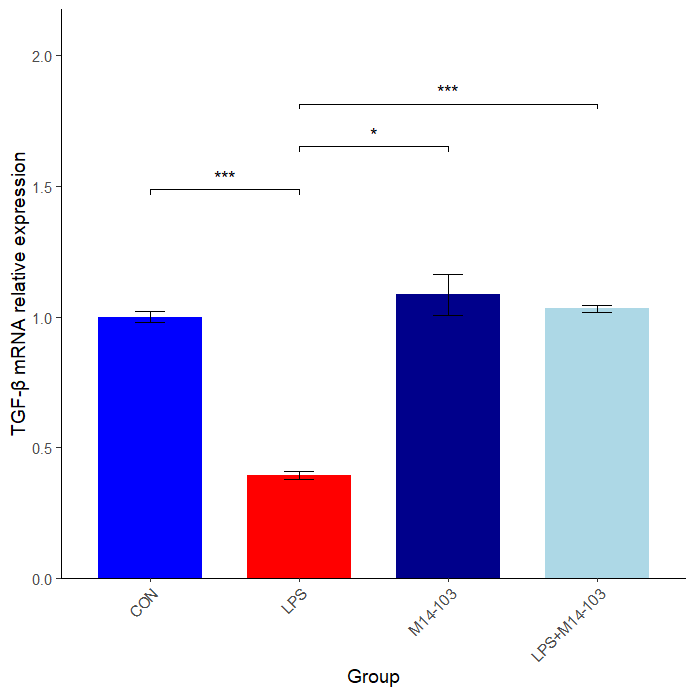 TGF-β mRNA relative expression
2.0
1.5
1.0
0.5
0.0
***
*
***
CON
LPS
M14-103
LPS+M14-103
Group